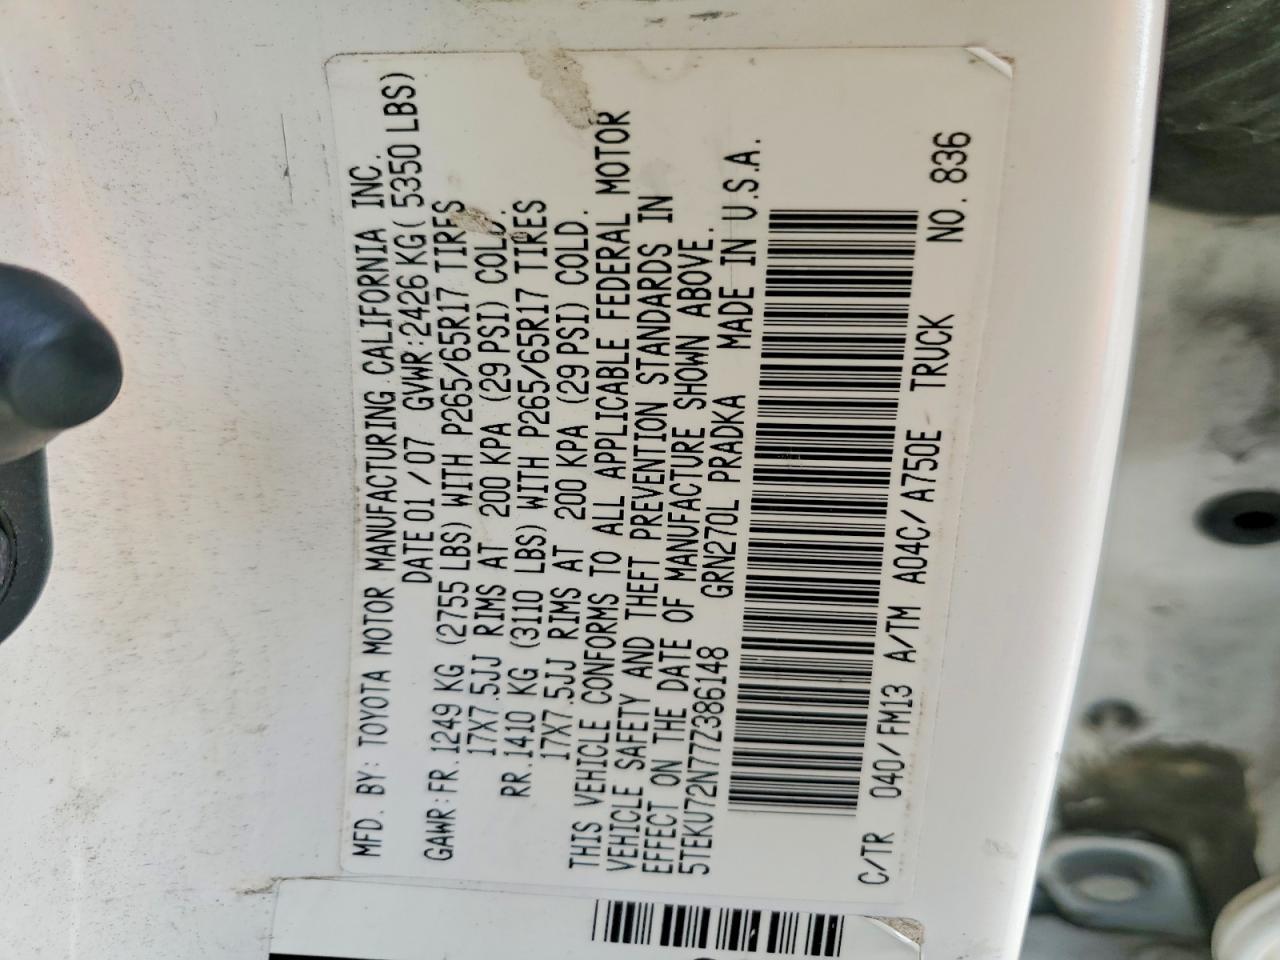 MFD. BY: TOYOTA MOTOR MANUFACTURING CALIFORNIA INC.
DATE 01 / 07 GVWR: 2426 KG ( 5350 LBS)
GAWR: FR. 1249 KG (2755 LBS) WITH P265/65R17 TIRES
17X7.5JJ RIMS AT 200 KPA (29 PSI) COLD.
RR. 1410 KG (3110 LBS) WITH P265/65R17 TIRES
17X7.5JJ RIMS AT 200 KPA (29 PSI) COLD.
THIS VEHICLE CONFORMS TO ALL APPLICABLE FEDERAL MOTOR
VEHICLE SAFETY AND THEFT PREVENTION STANDARDS IN
EFFECT ON THE DATE OF MANUFACTURE SHOWN ABOVE.
5TEKU72N77Z386148 GRN270L PRADKA MADE IN U.S.A.
C/TR 040/FM13 A/TM A04C/A750E TRUCK NO. 836